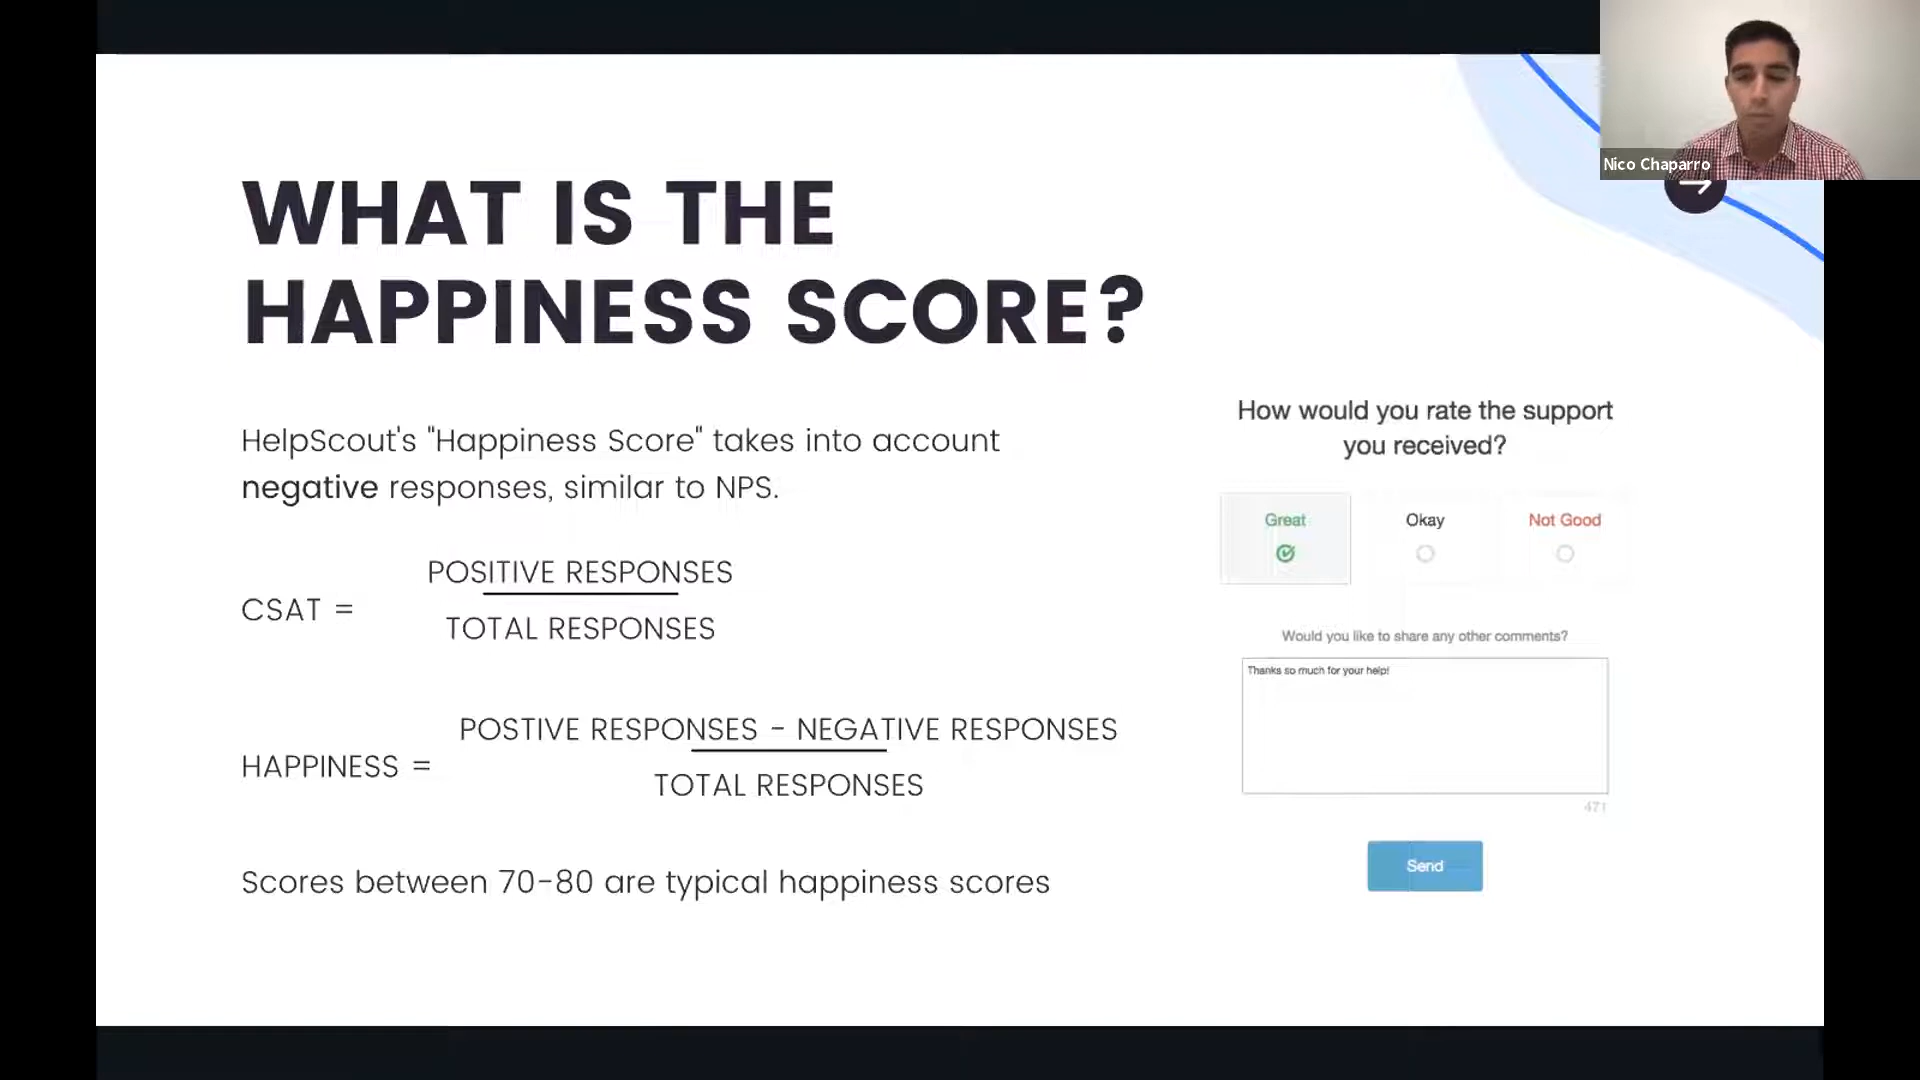 Nico Chaparro
WHAT IS THE
HAPPINESS SCORE?
HelpScout's "Happiness Score" takes into account
negative responses, similar to NPS.
CSAT =
POSITIVE RESPONSES
TOTAL RESPONSES
HAPPINESS =
POSTIVE RESPONSES - NEGATIVE RESPONSES
TOTAL RESPONSES
Scores between 70-80 are typical happiness scores
How would you rate the support
you received?
Great Okay Not Good
Would you like to share any other comments?
Thanks so much for your help!
471
Send